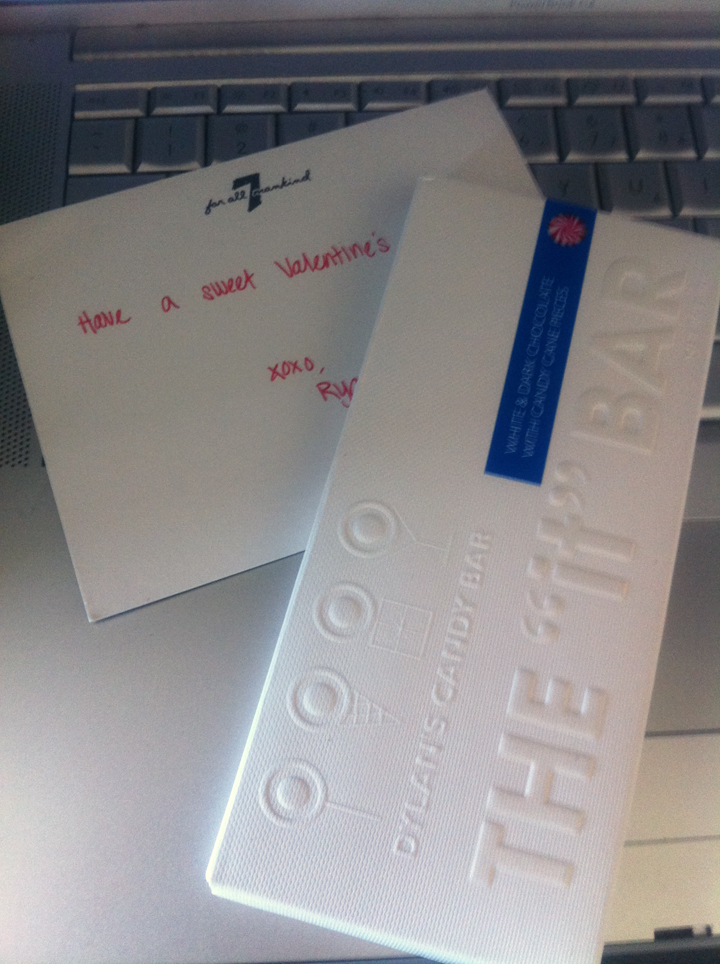 for all 7 mankind
Have a sweet Valentine's
xoxo,
WHITE & DARK CHOCOLATE
WITH CANDY CANE PIECES
THE “it” BAR
DYLAN'S CANDY BAR